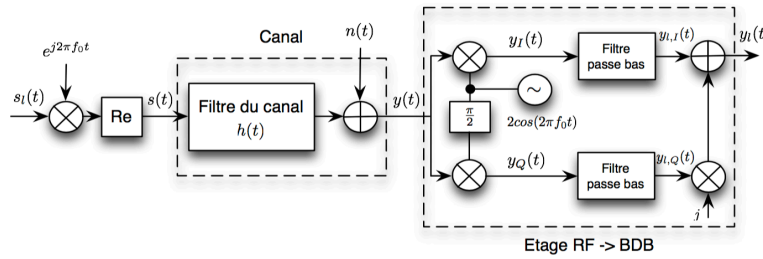 Canal
n(t)
e^{j2πf_0t}
s_l(t)
Re
s(t)
Filtre du canal
h(t)
y(t)
y_I(t)
Filtre
passe bas
y_{l,I}(t)
y_l(t
~
π/2
2cos(2πf_0t)
y_Q(t)
Filtre
passe bas
y_{l,Q}(t)
j
Etage RF -> BDB